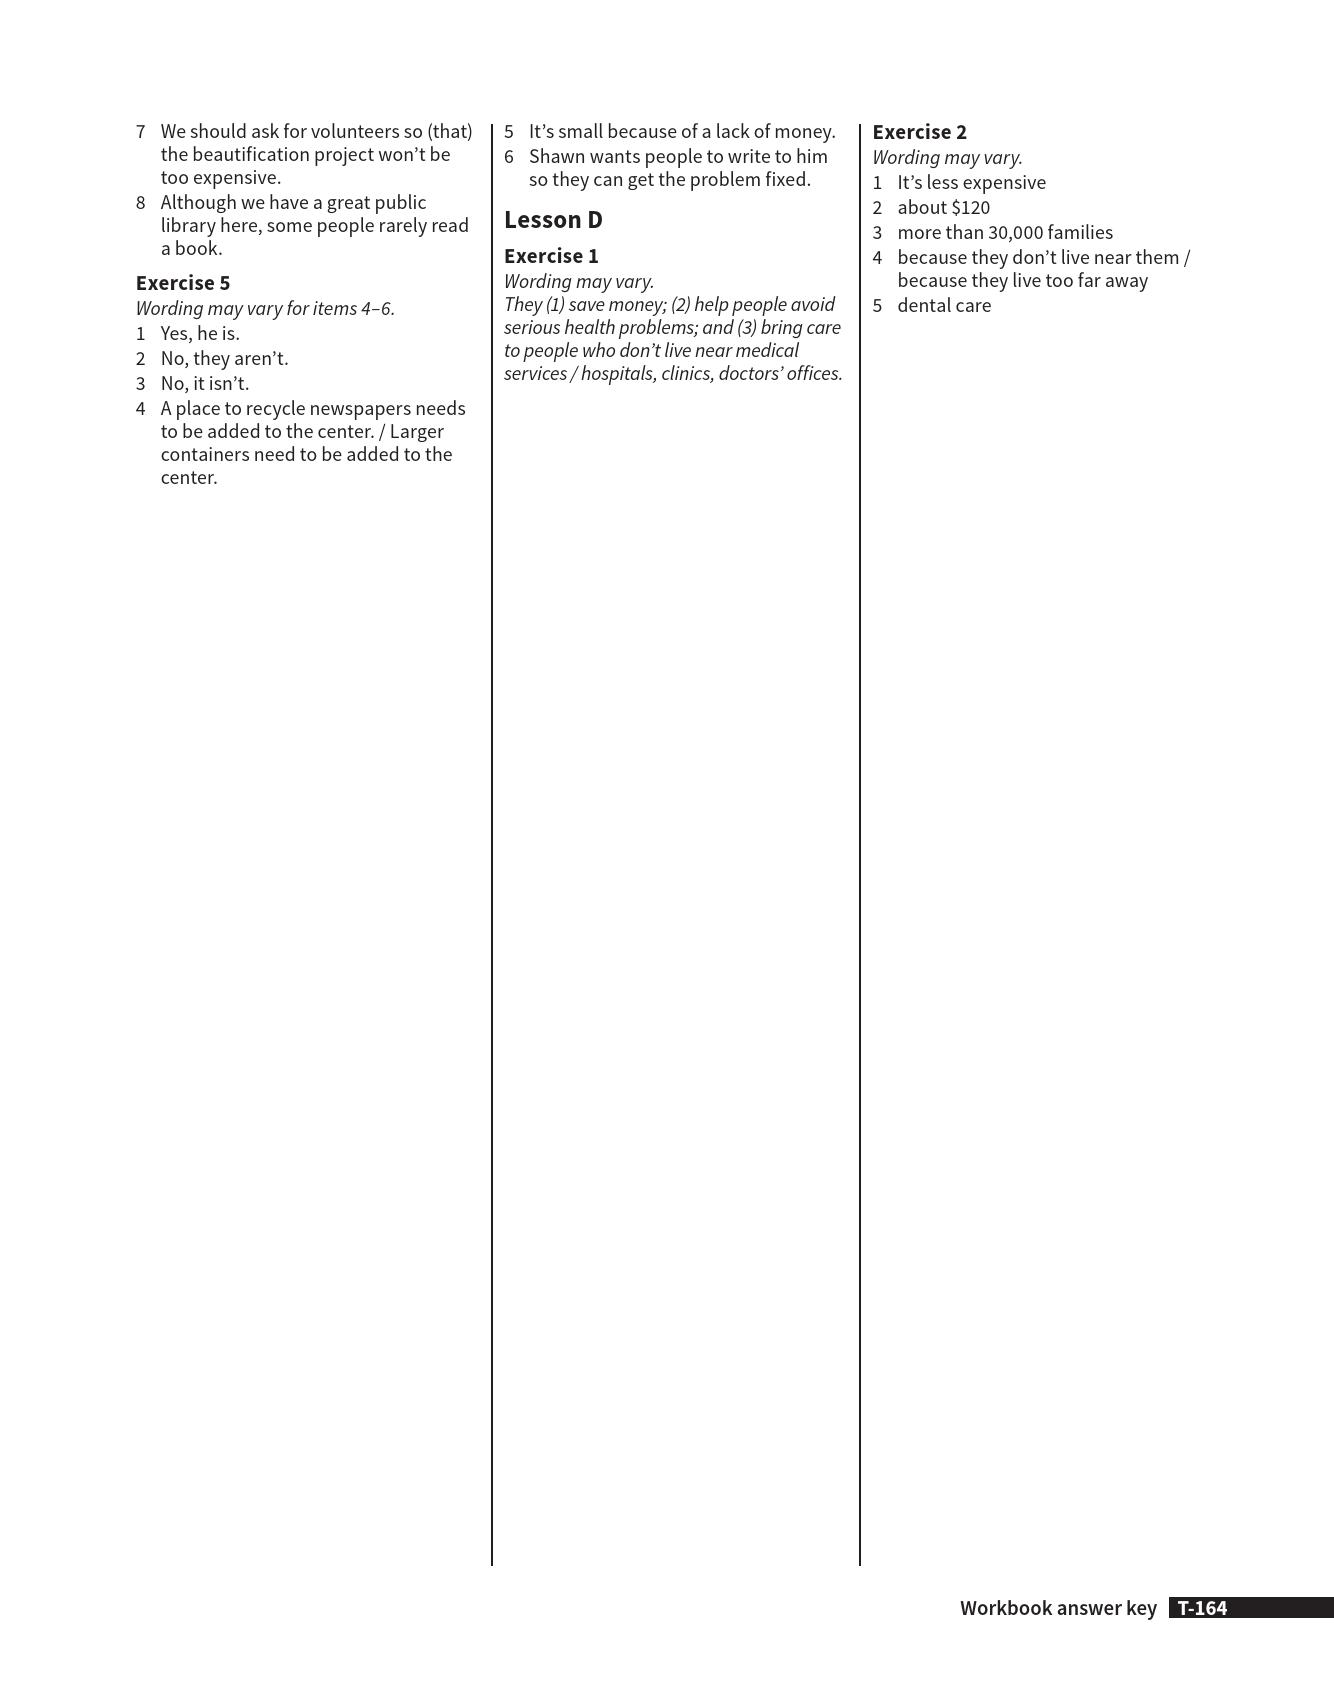 7 We should ask for volunteers so (that)
the beautification project won’t be
too expensive.
8 Although we have a great public
library here, some people rarely read
a book.
Exercise 5
Wording may vary for items 4–6.
1 Yes, he is.
2 No, they aren’t.
3 No, it isn’t.
4 A place to recycle newspapers needs
to be added to the center. / Larger
containers need to be added to the
center.
5 It’s small because of a lack of money.
6 Shawn wants people to write to him
so they can get the problem fixed.
Lesson D
Exercise 1
Wording may vary.
They (1) save money; (2) help people avoid
serious health problems; and (3) bring care
to people who don’t live near medical
services / hospitals, clinics, doctors’ offices.
Exercise 2
Wording may vary.
1 It’s less expensive
2 about $120
3 more than 30,000 families
4 because they don’t live near them /
because they live too far away
5 dental care
Workbook answer key T-164